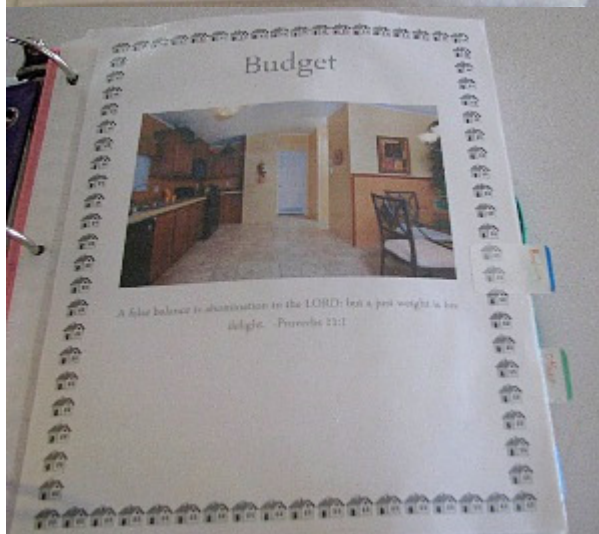 Budget
A false balance is abomination to the LORD: but a just weight is his
delight. -Proverbs 11:1